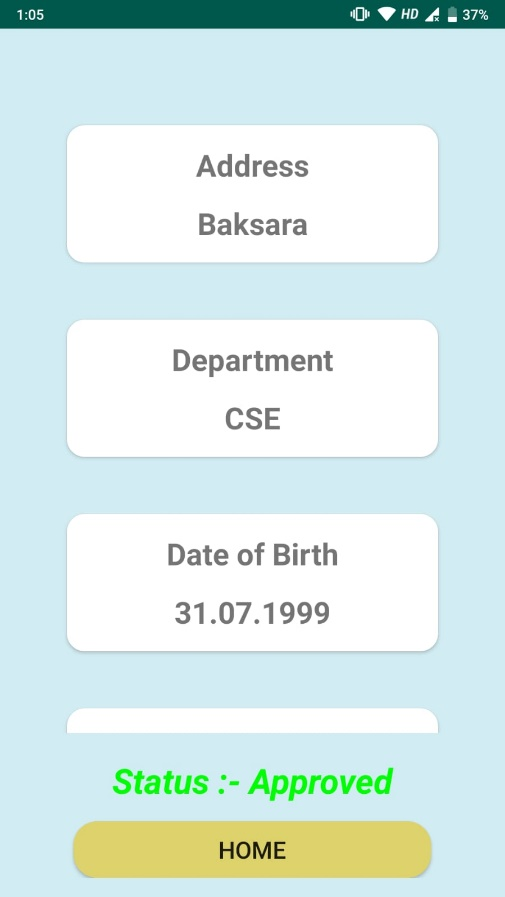 1:05 HD 37%
Address
Baksara
Department
CSE
Date of Birth
31.07.1999
Status :- Approved
HOME